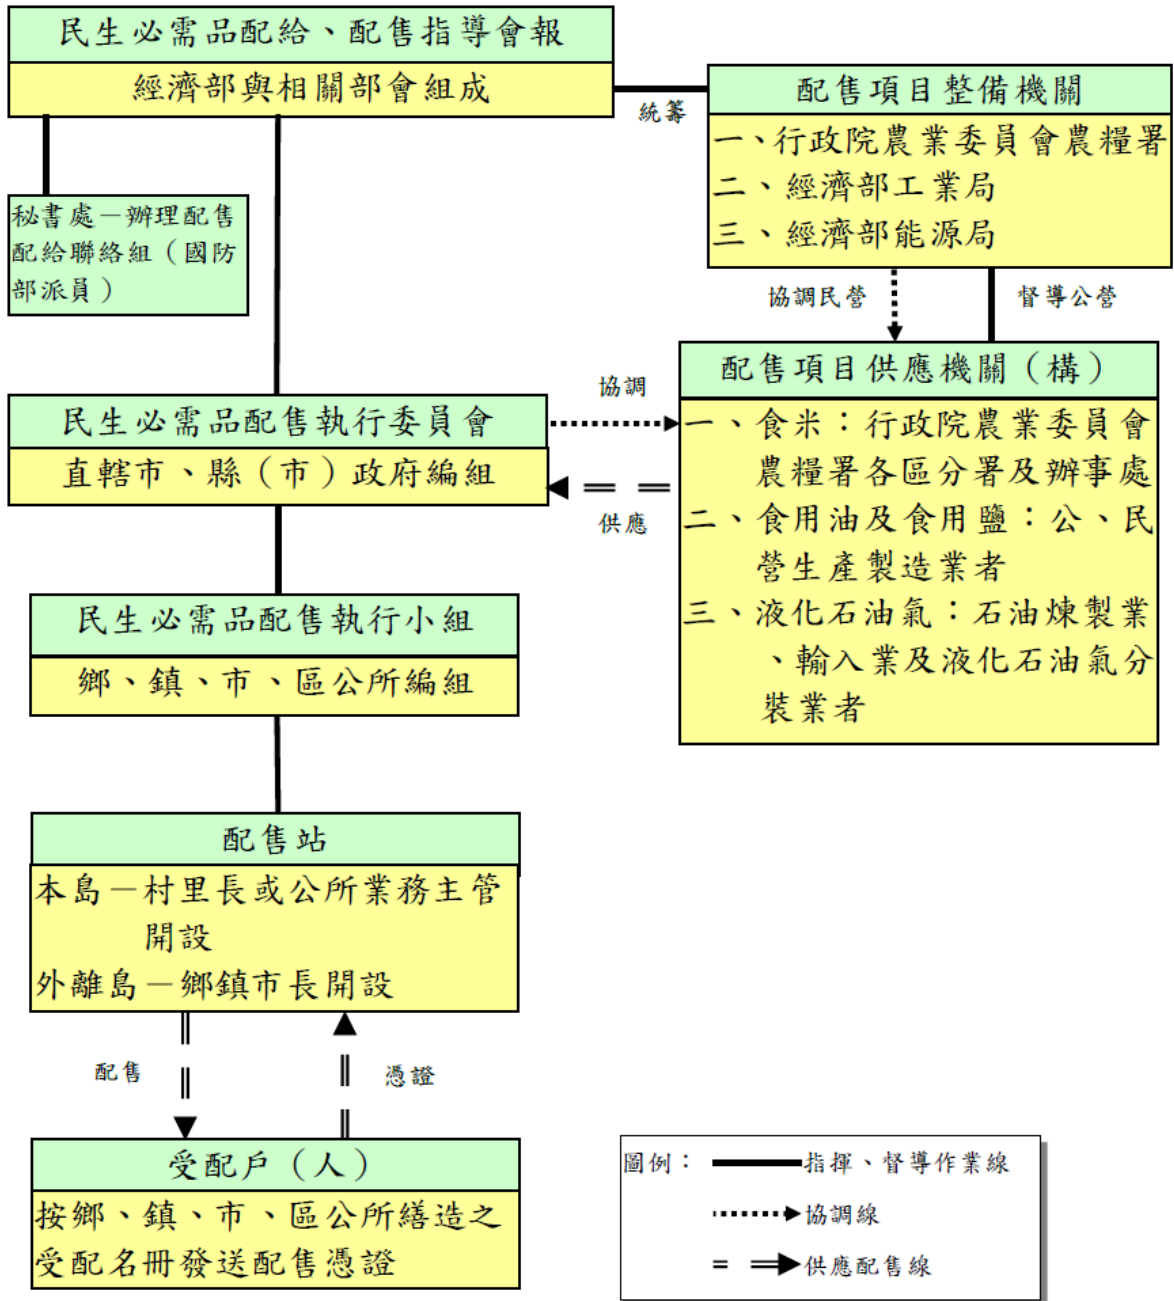 民生必需品配給、配售指導會報
經濟部與相關部會組成
統籌
配售項目整備機關
一、行政院農業委員會農糧署
二、經濟部工業局
三、經濟部能源局
秘書處－辦理配售
配給聯絡組（國防
部派員）
協調民營
督導公營
配售項目供應機關（構）
一、食米：行政院農業委員會
農糧署各區分署及辦事處
二、食用油及食用鹽：公、民
營生產製造業者
三、液化石油氣：石油煉製業
、輸入業及液化石油氣分
裝業者
協調
供應
民生必需品配售執行委員會
直轄市、縣（市）政府編組
民生必需品配售執行小組
鄉、鎮、市、區公所編組
配售站
本島－村里長或公所業務主管
開設
外離島－鄉鎮市長開設
配售
憑證
受配戶（人）
按鄉、鎮、市、區公所繕造之
受配名冊發送配售憑證
圖例：
指揮、督導作業線
協調線
供應配售線